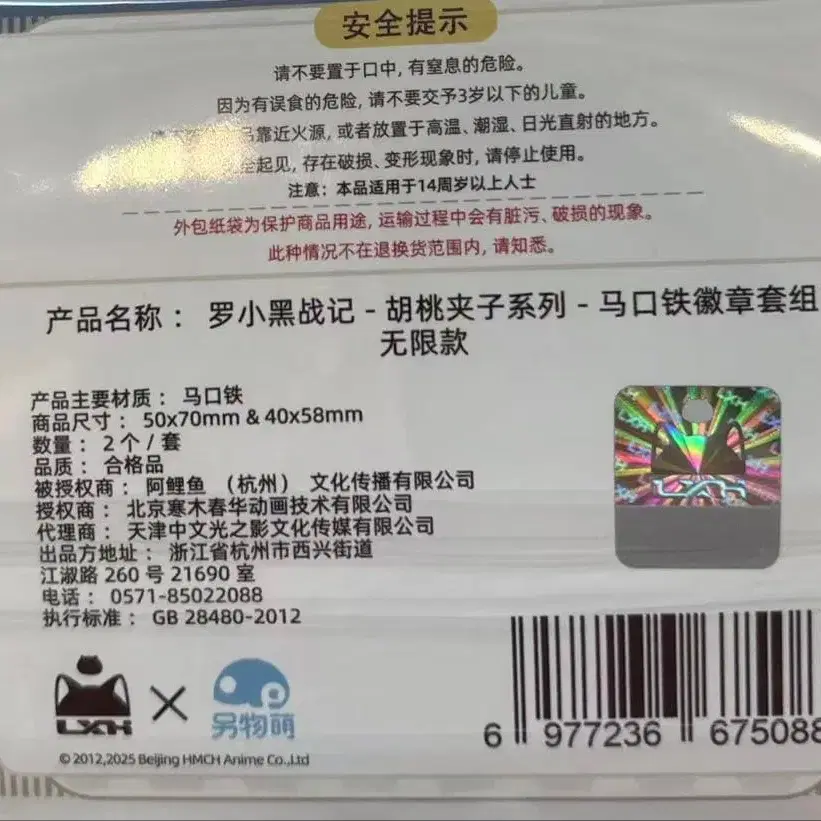 安全提示
请不要置于口中, 有窒息的危险。
因为有误食的危险, 请不要交予3岁以下的儿童。
靠近火源, 或者放置于高温、潮湿、日光直射的地方。
起见, 存在破损、变形现象时, 请停止使用。
注意: 本品适用于14周岁以上人士
外包纸袋为保护商品用途, 运输过程中会有脏污、破损的现象。
此种情况不在退换货范围内, 请知悉。
产品名称： 罗小黑战记 - 胡桃夹子系列 - 马口铁徽章套组
无限款
产品主要材质： 马口铁
商品尺寸： 50x70mm & 40x58mm
数量： 2 个 / 套
品质： 合格品
被授权商： 阿鲤鱼 （杭州） 文化传播有限公司
授权商： 北京寒木春华动画技术有限公司
代理商： 天津中文光之影文化传媒有限公司
出品方地址： 浙江省杭州市西兴街道
江淑路 260 号 21690 室
电话： 0571-85022088
执行标准： GB 28480-2012
LXH
LXH × 另物萌
6 977236 675088
© 2012,2025 Beijing HMCH Anime Co.,Ltd